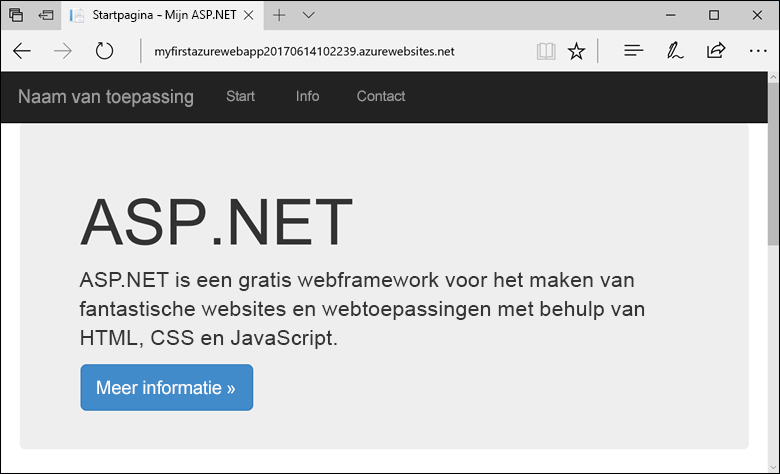 Startpagina - Mijn ASP.NET
myfirstazurewebapp20170614102239.azurewebsites.net
Naam van toepassing Start Info Contact
ASP.NET
ASP.NET is een gratis webframework voor het maken van
fantastische websites en webtoepassingen met behulp van
HTML, CSS en JavaScript.
Meer informatie »